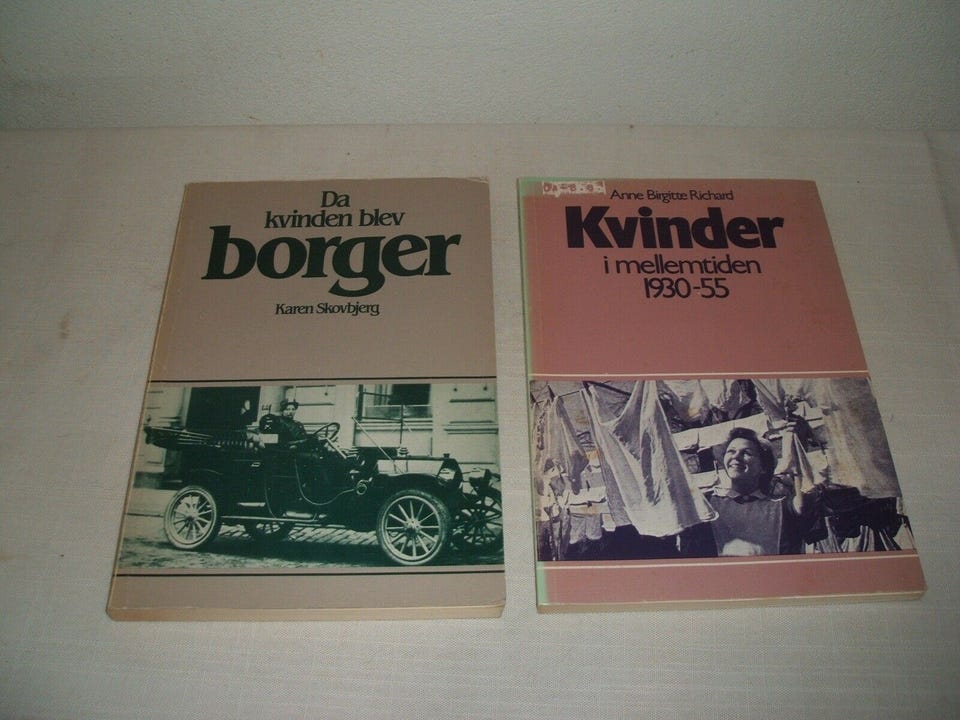 Da
kvinden blev
borger
Karen Skovbjerg
Anne Birgitte Richard
Kvinder
i mellemtiden
1930-55